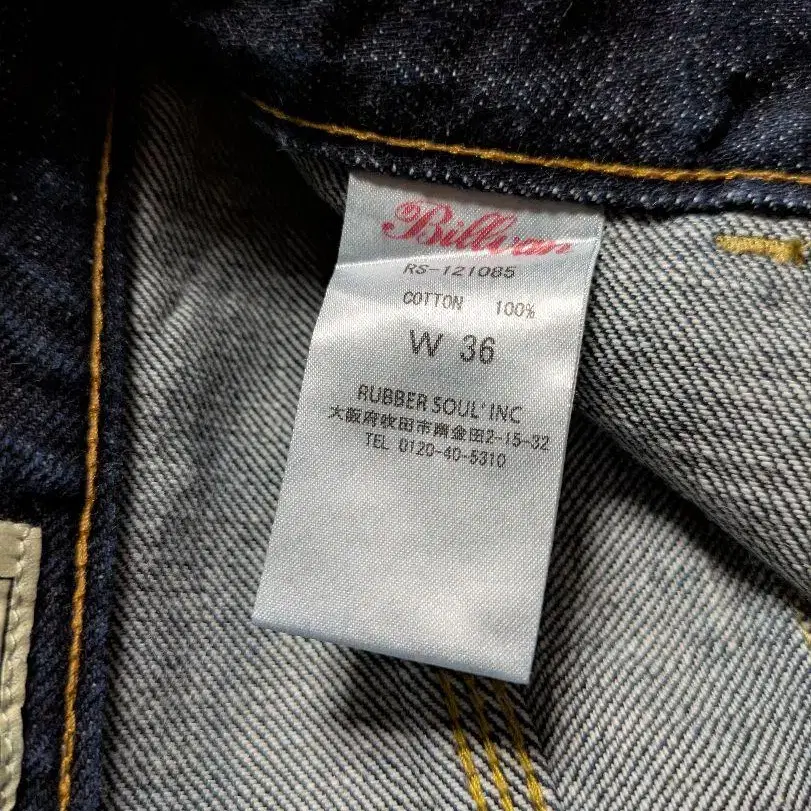 Billvan
RS-121085
COTTON 100%
W 36
RUBBER SOUL' INC
大阪府吹田市南金田2-15-32
TEL 0120-40-5310